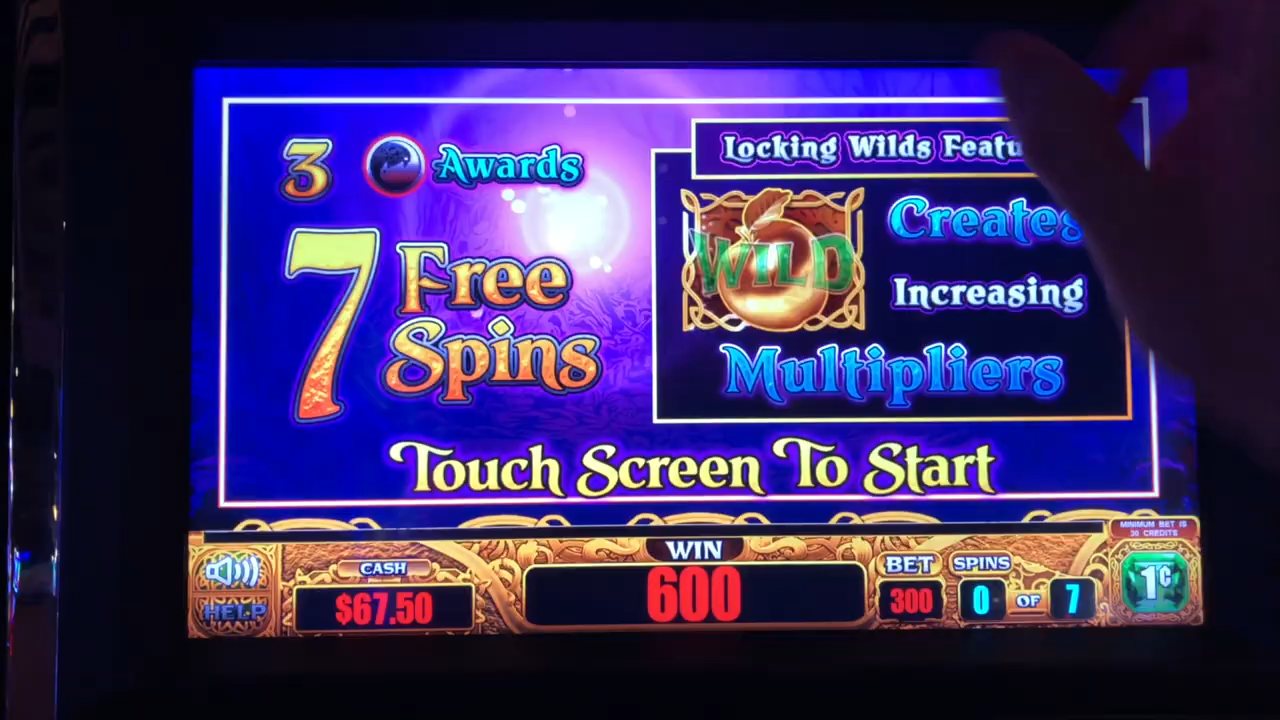 3 Awards
7 Free
Spins
Locking Wilds Featu
WILD
Creates
Increasing
Multipliers
Touch Screen To Start
MINIMUM BET IS
30 CREDITS
HELP
CASH
$67.50
WIN
600
BET
300
SPINS
0 OF 7
1¢